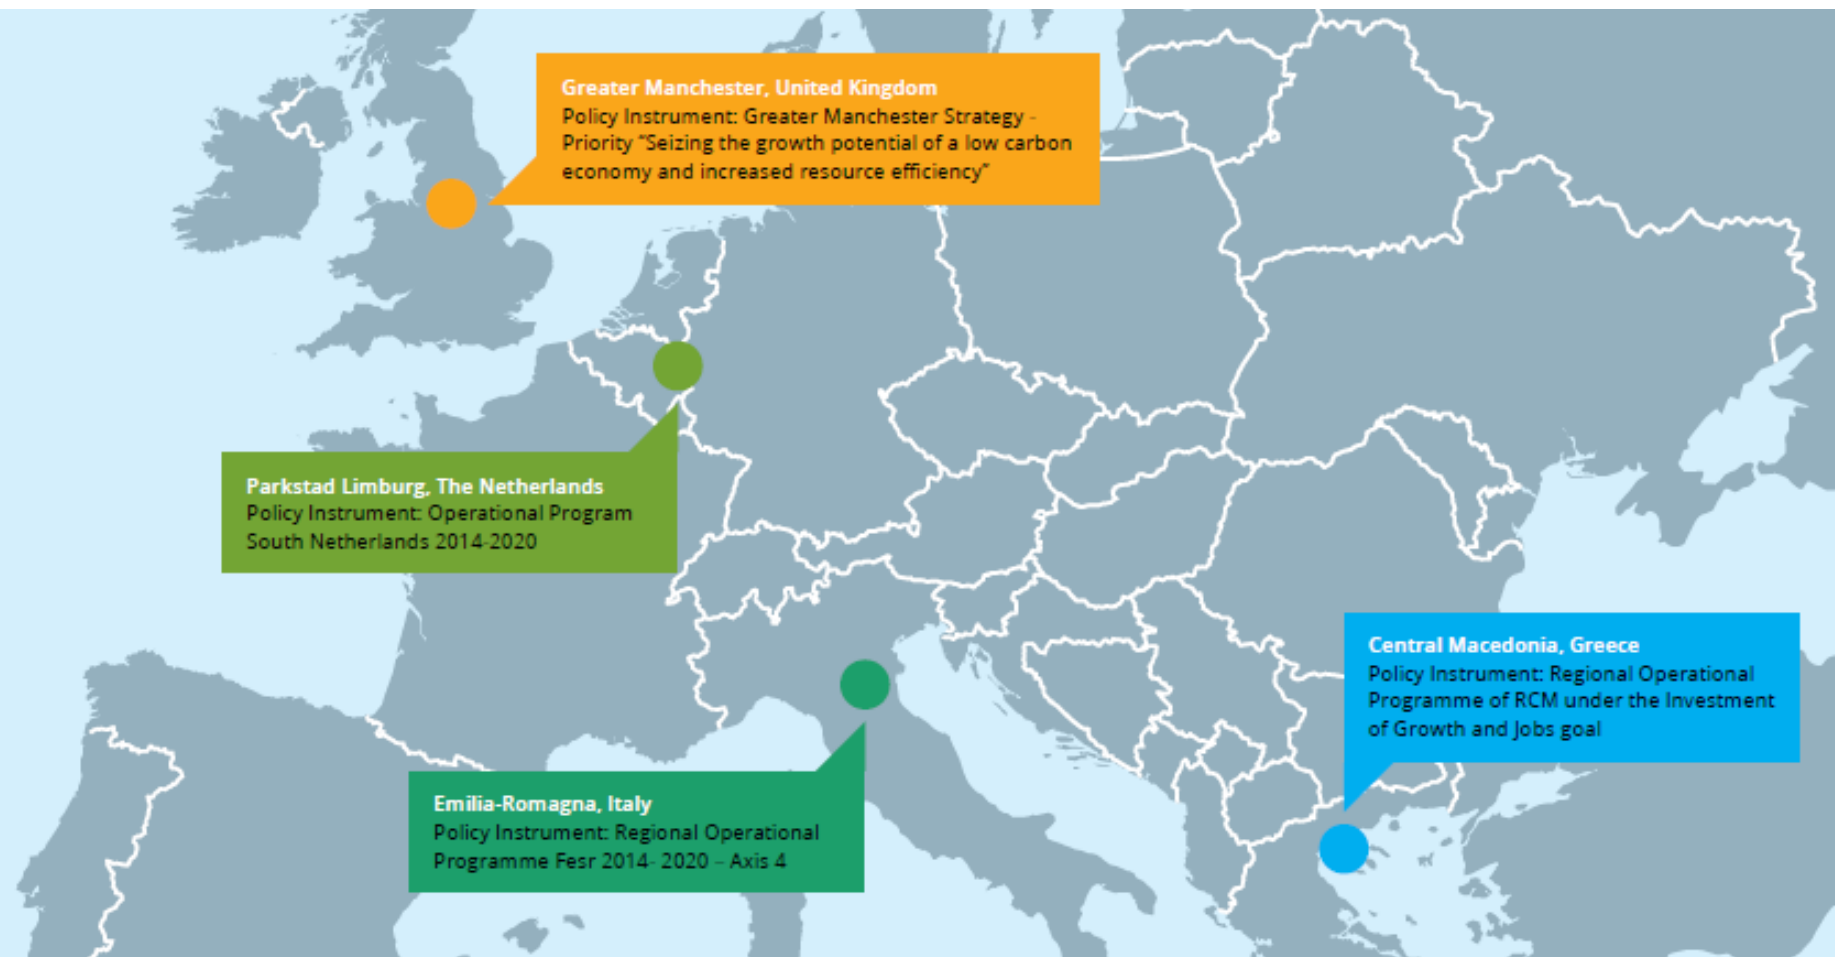 Greater Manchester, United Kingdom
Policy Instrument: Greater Manchester Strategy -
Priority “Seizing the growth potential of a low carbon
economy and increased resource efficiency”
Parkstad Limburg, The Netherlands
Policy Instrument: Operational Program
South Netherlands 2014-2020
Central Macedonia, Greece
Policy Instrument: Regional Operational
Programme of RCM under the Investment
of Growth and Jobs goal
Emilia-Romagna, Italy
Policy Instrument: Regional Operational
Programme Fesr 2014- 2020 – Axis 4